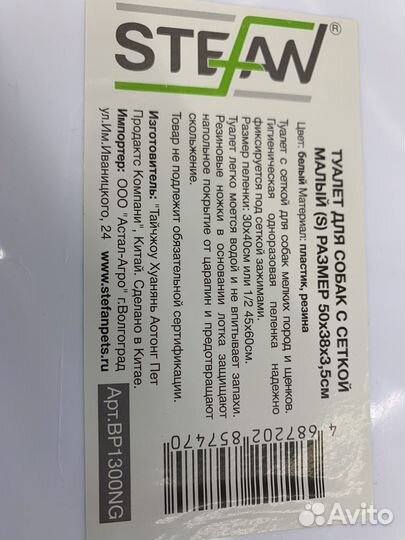 STEFAN®
ТУАЛЕТ ДЛЯ СОБАК С СЕТКОЙ
МАЛЫЙ (S) РАЗМЕР 50x38x3,5см
Цвет: белый Материал: пластик, резина
Туалет с сеткой для собак мелких пород и щенков.
Гигиеническая одноразовая пеленка надежно
фиксируется под сеткой зажимами.
Размер пеленки: 30x40см или 1/2 45x60см.
Туалет легко моется водой и не впитывает запахи.
Резиновые ножки в основании лотка защищают
напольное покрытие от царапин и предотвращают
скольжение.
Товар не подлежит обязательной сертификации.
Изготовитель: "Тайчжоу Хуанянь Аотонг Пет
Продактс Компани", Китай. Сделано в Китае.
Импортер: ООО "Астал-Агро" г.Волгоград
ул.Им.Иваницкого, 24 www.stefanpets.ru
Арт.BP1300NG
4 687202 857470
Avito